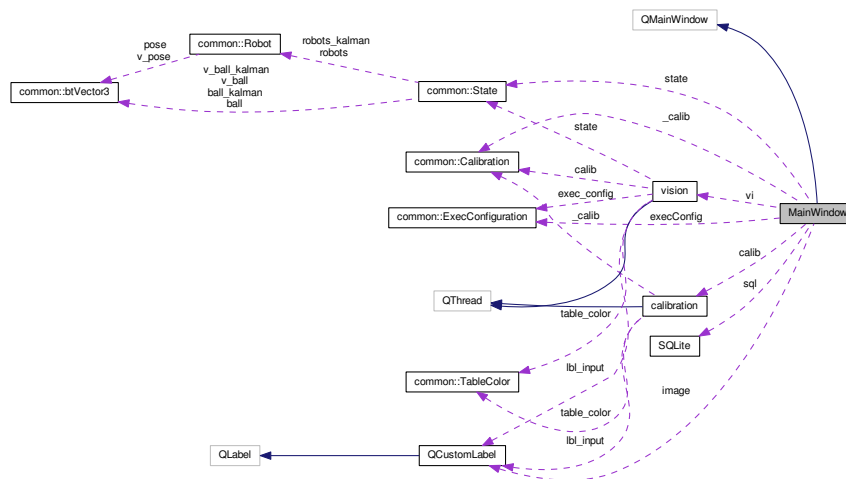 QMainWindow
pose
v_pose
common::Robot
robots_kalman
robots
common::btVector3
v_ball_kalman
v_ball
ball_kalman
ball
common::State
state
_calib
state
common::Calibration
calib
vision
vi
exec_config
MainWindow
common::ExecConfiguration
_calib
execConfig
calib
sql
QThread
calibration
table_color
SQLite
lbl_input
common::TableColor
image
table_color
lbl_input
QLabel
QCustomLabel